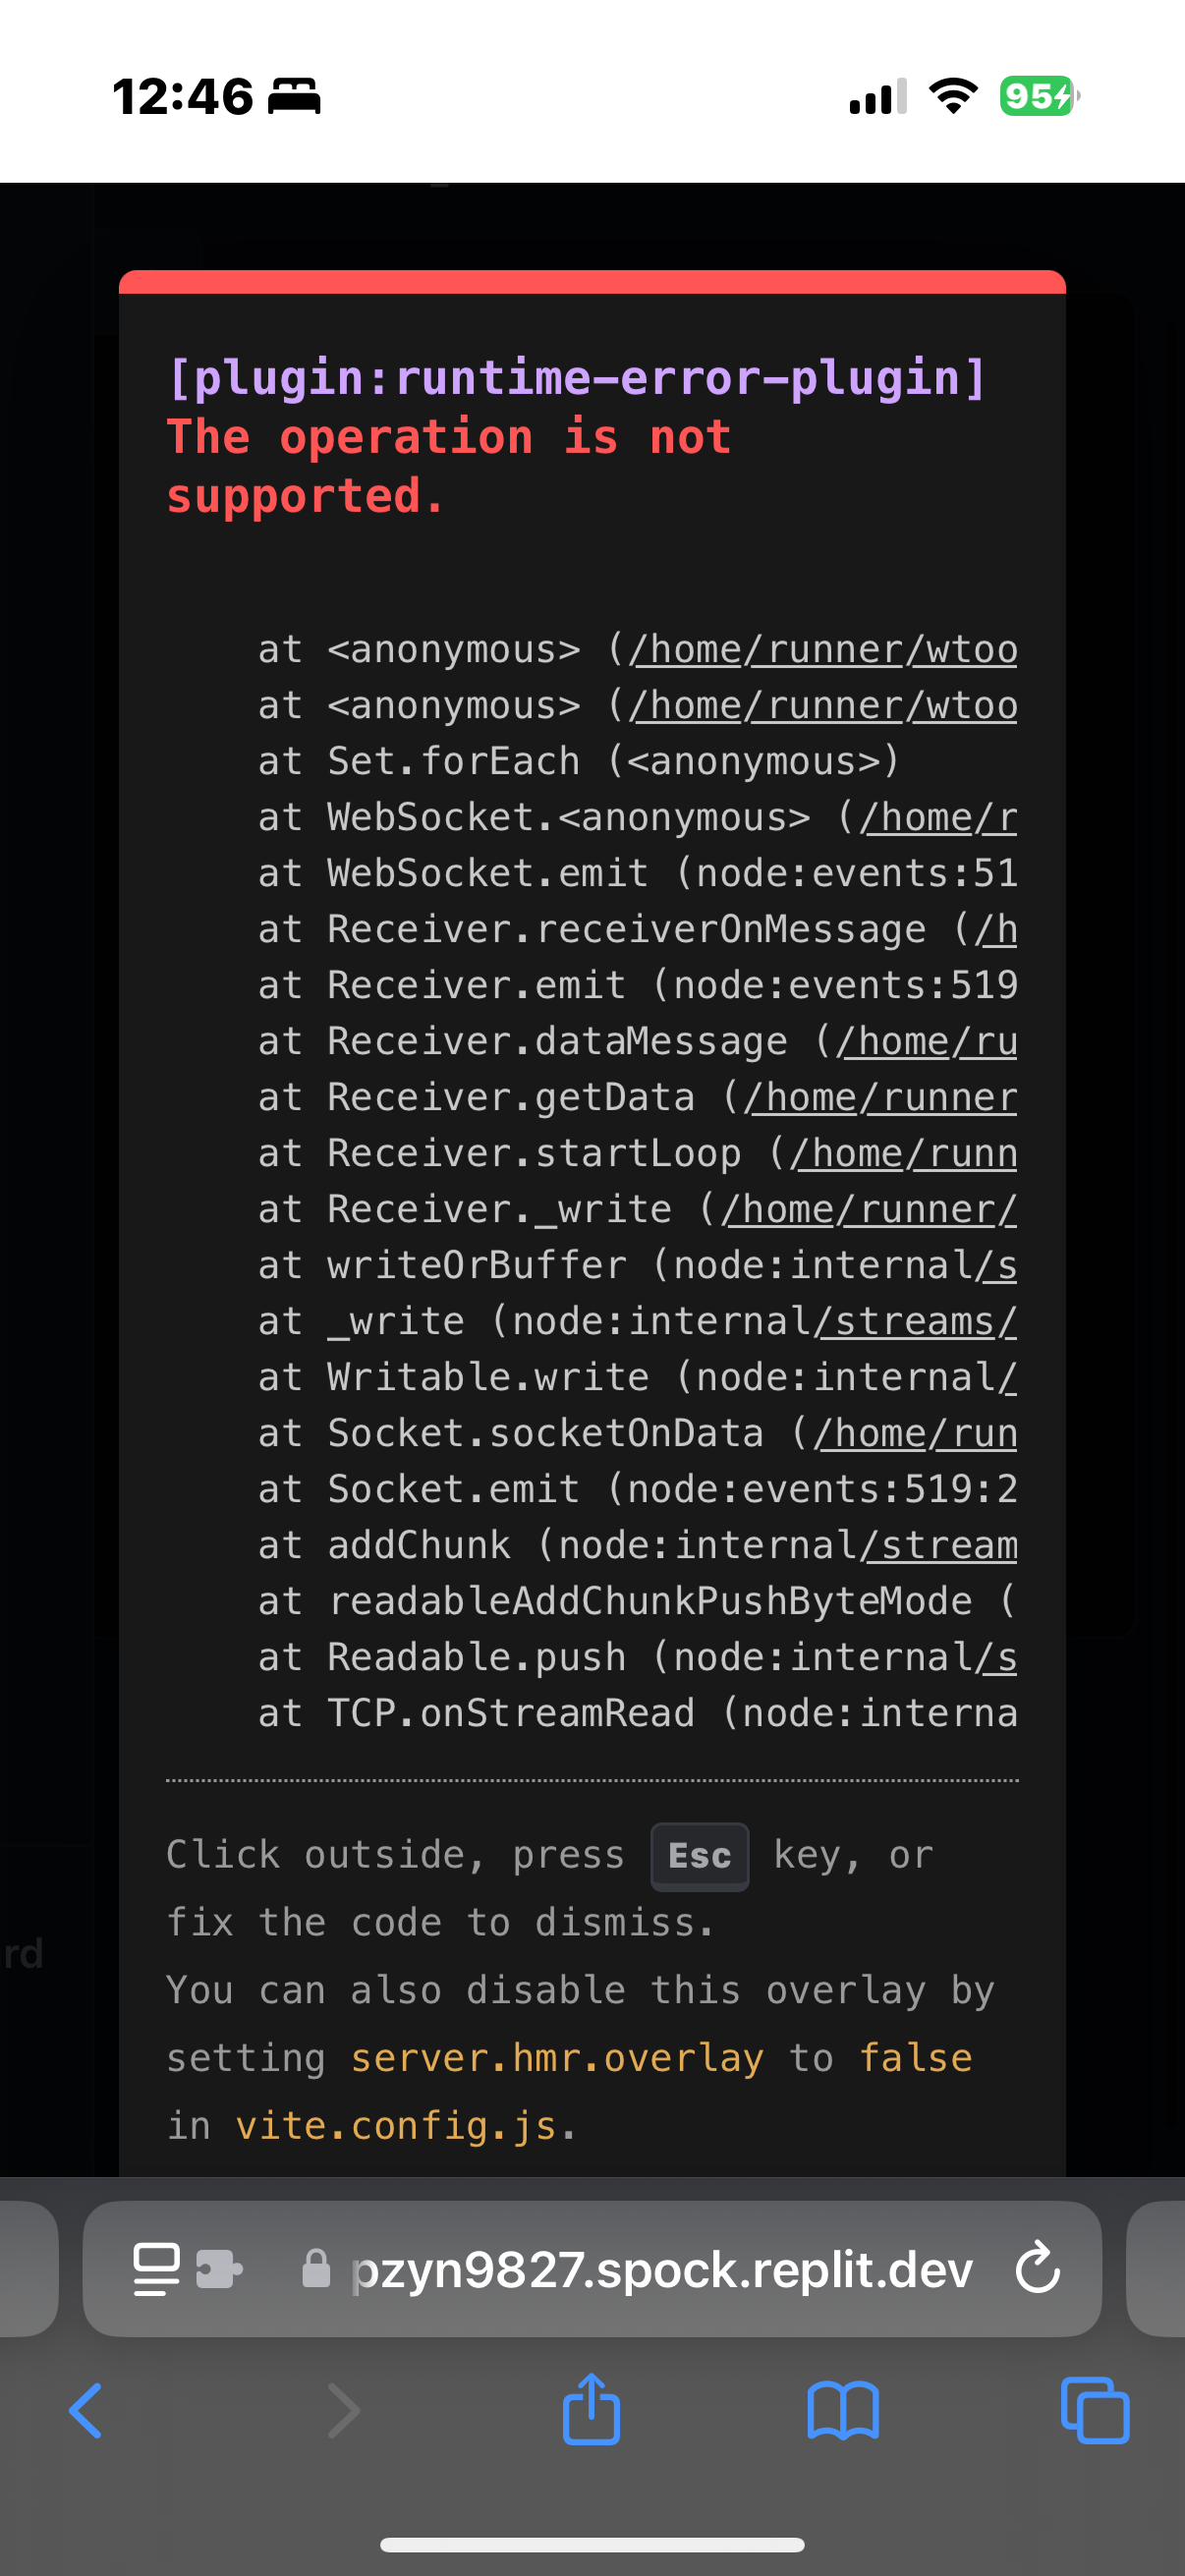 12:46
95
[plugin:runtime-error-plugin]
The operation is not
supported.
at <anonymous> (/home/runner/wtoo
at <anonymous> (/home/runner/wtoo
at Set.forEach (<anonymous>)
at WebSocket.<anonymous> (/home/r
at WebSocket.emit (node:events:51
at Receiver.receiverOnMessage (/h
at Receiver.emit (node:events:519
at Receiver.dataMessage (/home/ru
at Receiver.getData (/home/runner
at Receiver.startLoop (/home/runn
at Receiver._write (/home/runner/
at writeOrBuffer (node:internal/s
at _write (node:internal/streams/
at Writable.write (node:internal/
at Socket.socketOnData (/home/run
at Socket.emit (node:events:519:2
at addChunk (node:internal/stream
at readableAddChunkPushByteMode (
at Readable.push (node:internal/s
at TCP.onStreamRead (node:interna
Click outside, press Esc key, or
fix the code to dismiss.
rd
You can also disable this overlay by
setting server.hmr.overlay to false
in vite.config.js.
pzyn9827.spock.replit.dev